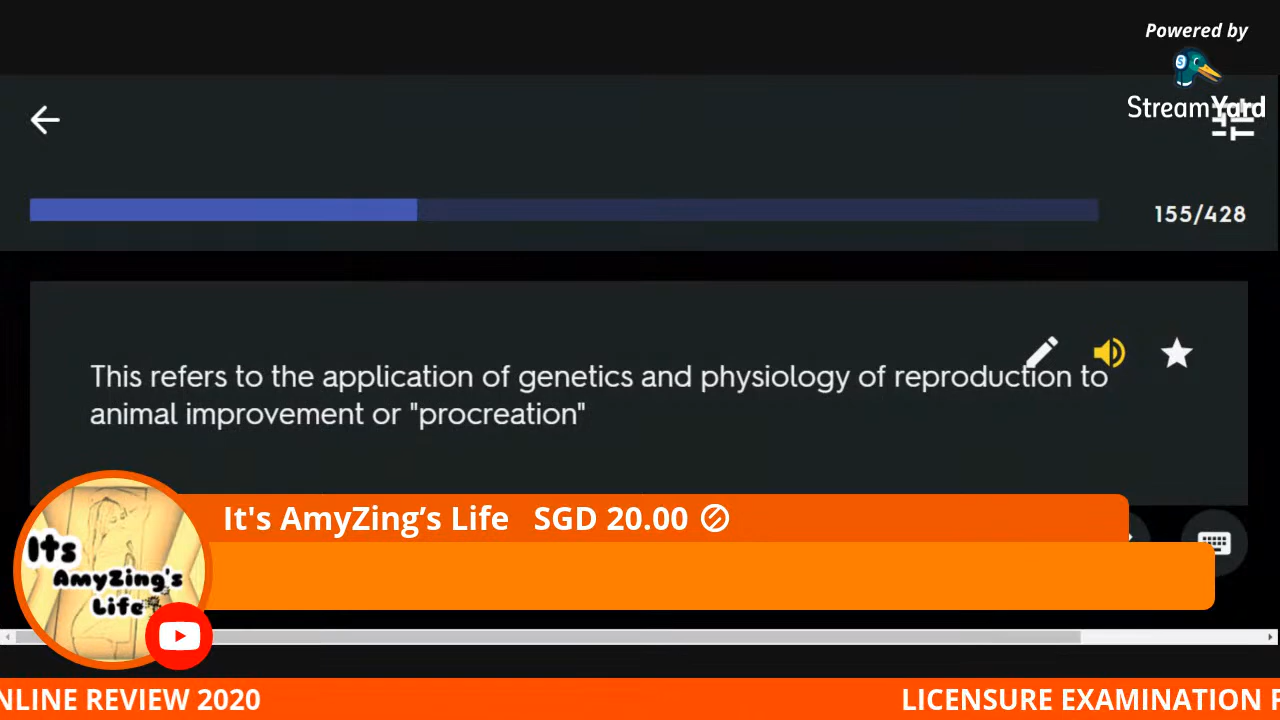 Powered by
StreamYard
155/428
This refers to the application of genetics and physiology of reproduction to
animal improvement or "procreation"
It's AmyZing’s Life SGD 20.00
Its
AmyZing's
Life
NLINE REVIEW 2020
LICENSURE EXAMINATION F